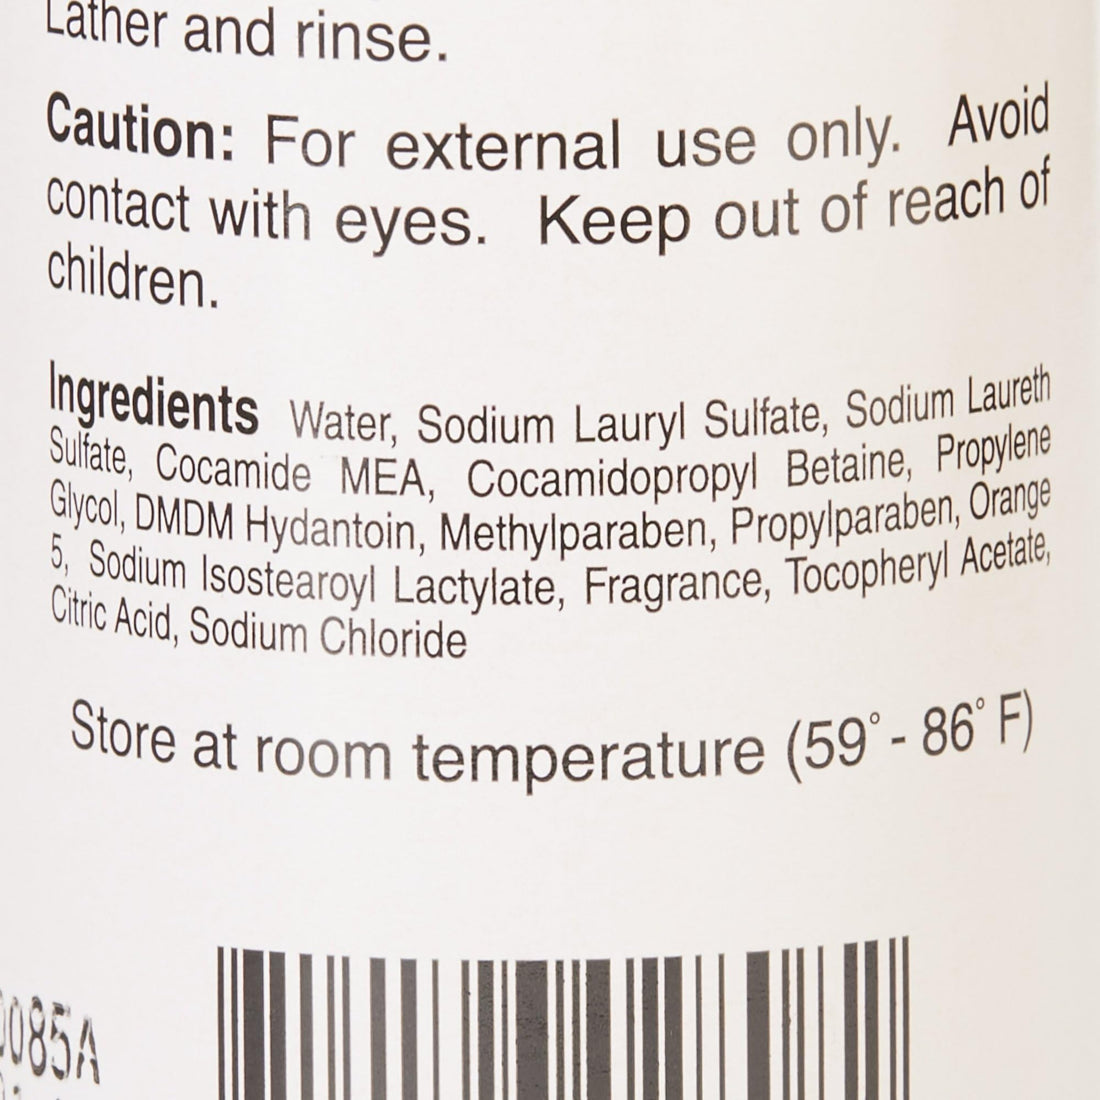 Lather and rinse.
Caution: For external use only. Avoid
contact with eyes. Keep out of reach of
children.
Ingredients Water, Sodium Lauryl Sulfate, Sodium Laureth
Sulfate, Cocamide MEA, Cocamidopropyl Betaine, Propylene
Glycol, DMDM Hydantoin, Methylparaben, Propylparaben, Orange
5, Sodium Isostearoyl Lactylate, Fragrance, Tocopheryl Acetate,
Citric Acid, Sodium Chloride
Store at room temperature (59° - 86° F)
085A